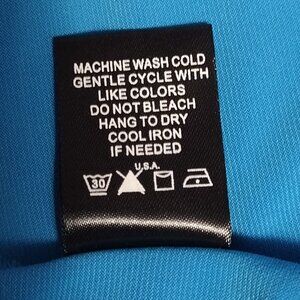 MACHINE WASH COLD
GENTLE CYCLE WITH
LIKE COLORS
DO NOT BLEACH
HANG TO DRY
COOL IRON
IF NEEDED
U.S.A.
30